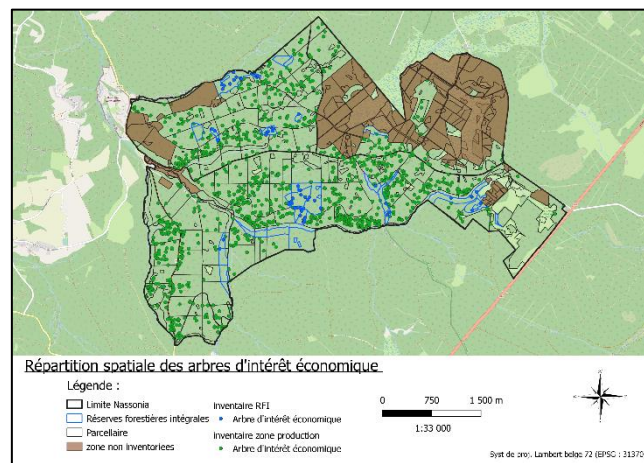 Répartition spatiale des arbres d'intérêt économique
Légende :
Limite Nassonia
Réserves forestières intégrales
Parcellaire
zone non inventoriees
Inventaire RFI
Arbre d'intérêt économique
Inventaire zone production
Arbre d'intérêt économique
0 750 1 500 m
1:33 000
Syst de proj. Lambert belge 72 (EPSG : 31370